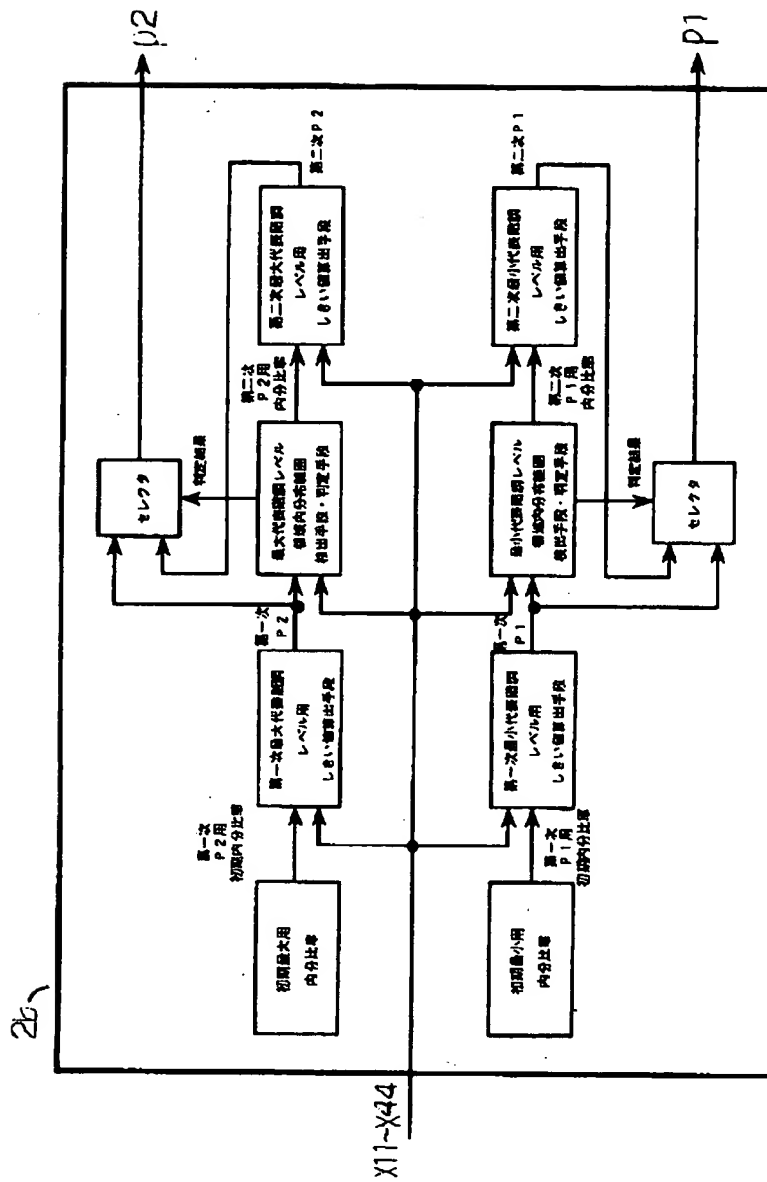 2b
X11~X44
p2
P1
初期最大用
内分比率
第一次
P2用
初期内分比率
第一次最大代表階調
レベル用
しきい値算出手段
第一次
P2
最大代表階調レベル
領域内分布範囲
検出手段・判定手段
判定結果
セレクタ
第二次
P2用
内分比率
第二次最大代表階調
レベル用
しきい値算出手段
第二次P2
初期最小用
内分比率
第一次
P1用
初期内分比率
第一次最小代表階調
レベル用
しきい値算出手段
第一次
P1
最小代表階調レベル
領域内分布範囲
検出手段・判定手段
判定結果
セレクタ
第二次
P1用
内分比率
第二次最小代表階調
レベル用
しきい値算出手段
第二次P1